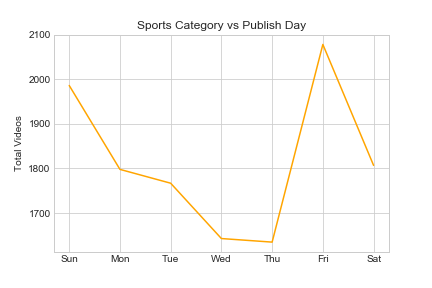 Sports Category vs Publish Day
Total Videos
2100
2000
1900
1800
1700
Sun Mon Tue Wed Thu Fri Sat